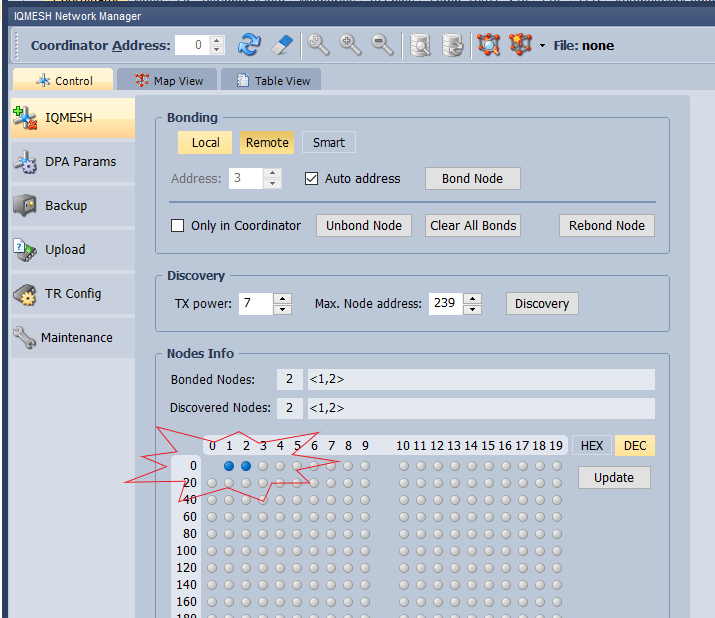 IQMESH Network Manager
Coordinator Address: 0 File: none
Control Map View Table View
IQMESH
DPA Params
Backup
Upload
TR Config
Maintenance
Bonding
Local Remote Smart
Address: 3 Auto address Bond Node
Only in Coordinator Unbond Node Clear All Bonds Rebond Node
Discovery
TX power: 7 Max. Node address: 239 Discovery
Nodes Info
Bonded Nodes: 2 <1,2>
Discovered Nodes: 2 <1,2>
0 1 2 3 4 5 6 7 8 9 10 11 12 13 14 15 16 17 18 19 HEX DEC
0
20 Update
40
60
80
100
120
140
160
180